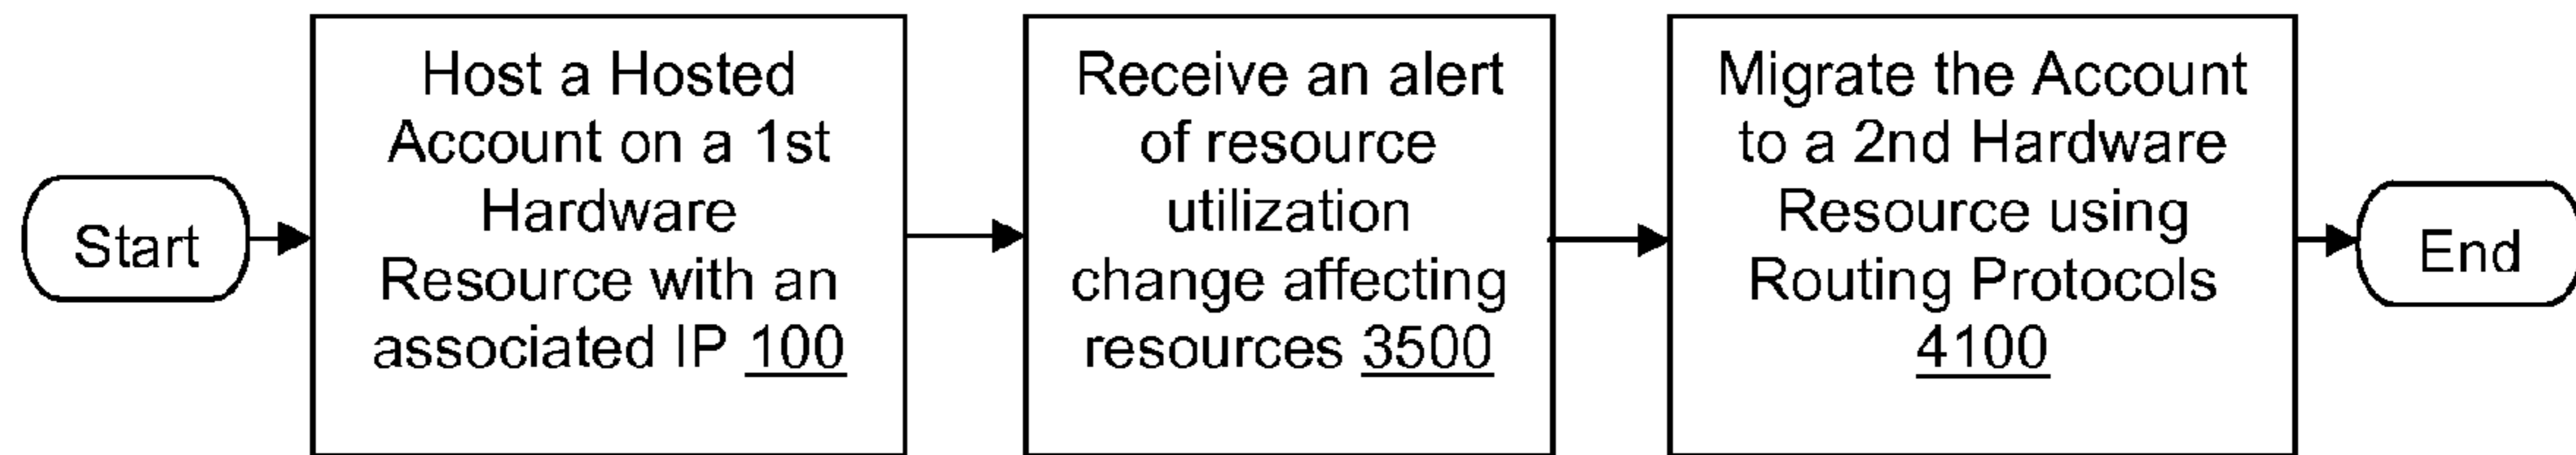 Start
Host a Hosted
Account on a 1st
Hardware
Resource with an
associated IP 100
Receive an alert
of resource
utilization
change affecting
resources 3500
Migrate the Account
to a 2nd Hardware
Resource using
Routing Protocols
4100
End